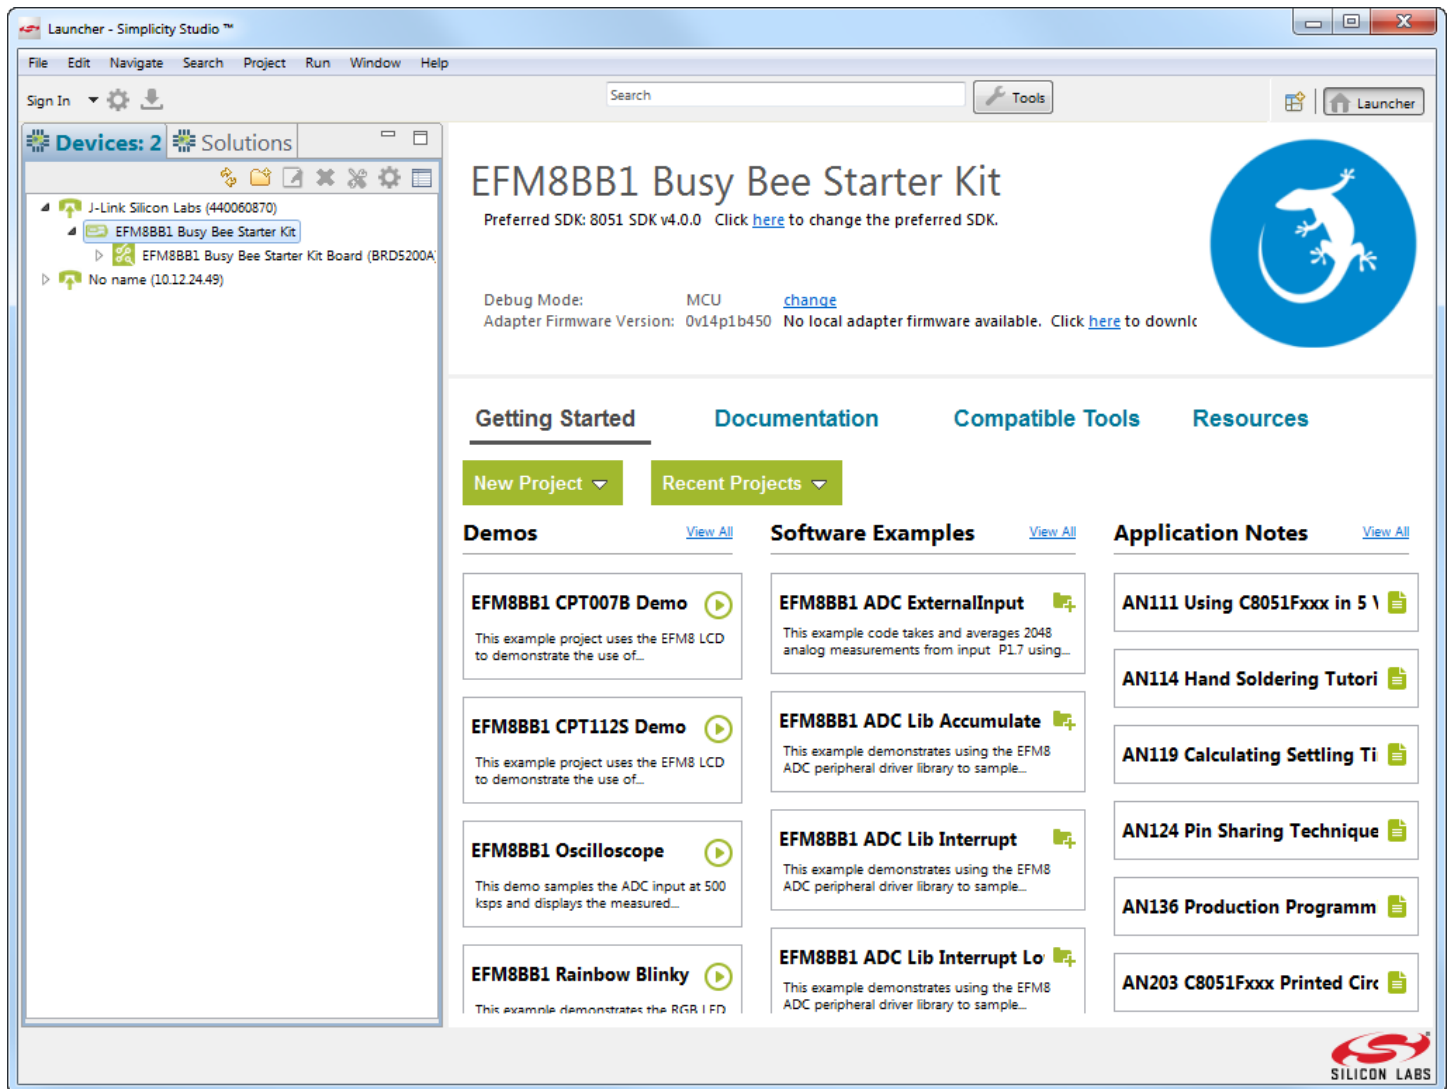 Launcher - Simplicity Studio ™
File Edit Navigate Search Project Run Window Help
Sign In
Search
Tools
Launcher
Devices: 2
Solutions
J-Link Silicon Labs (440060870)
EFM8BB1 Busy Bee Starter Kit
EFM8BB1 Busy Bee Starter Kit Board (BRD5200A)
No name (10.12.24.49)
EFM8BB1 Busy Bee Starter Kit
Preferred SDK: 8051 SDK v4.0.0 Click here to change the preferred SDK.
Debug Mode: MCU change
Adapter Firmware Version: 0v14p1b450 No local adapter firmware available. Click here to downlc
Getting Started Documentation Compatible Tools Resources
New Project Recent Projects
Demos View All
EFM8BB1 CPT007B Demo
This example project uses the EFM8 LCD
to demonstrate the use of...
EFM8BB1 CPT112S Demo
This example project uses the EFM8 LCD
to demonstrate the use of...
EFM8BB1 Oscilloscope
This demo samples the ADC input at 500
ksps and displays the measured...
EFM8BB1 Rainbow Blinky
This example demonstrates the RGB LED
Software Examples View All
EFM8BB1 ADC ExternalInput
This example code takes and averages 2048
analog measurements from input P1.7 using...
EFM8BB1 ADC Lib Accumulate
This example demonstrates using the EFM8
ADC peripheral driver library to sample...
EFM8BB1 ADC Lib Interrupt
This example demonstrates using the EFM8
ADC peripheral driver library to sample...
EFM8BB1 ADC Lib Interrupt Lo
This example demonstrates using the EFM8
ADC peripheral driver library to sample...
Application Notes View All
AN111 Using C8051Fxxx in 5 V
AN114 Hand Soldering Tutori
AN119 Calculating Settling Ti
AN124 Pin Sharing Technique
AN136 Production Programm
AN203 C8051Fxxx Printed Circ
SILICON LABS